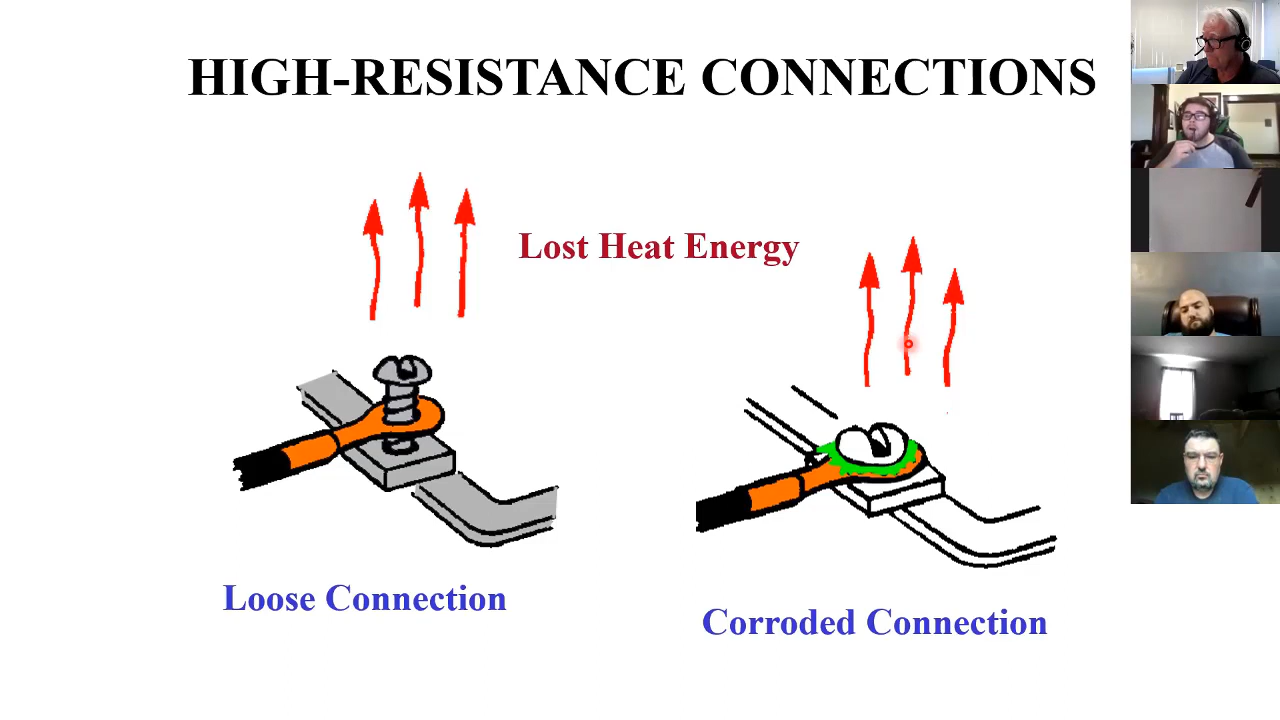 HIGH-RESISTANCE CONNECTIONS
Lost Heat Energy
Loose Connection
Corroded Connection